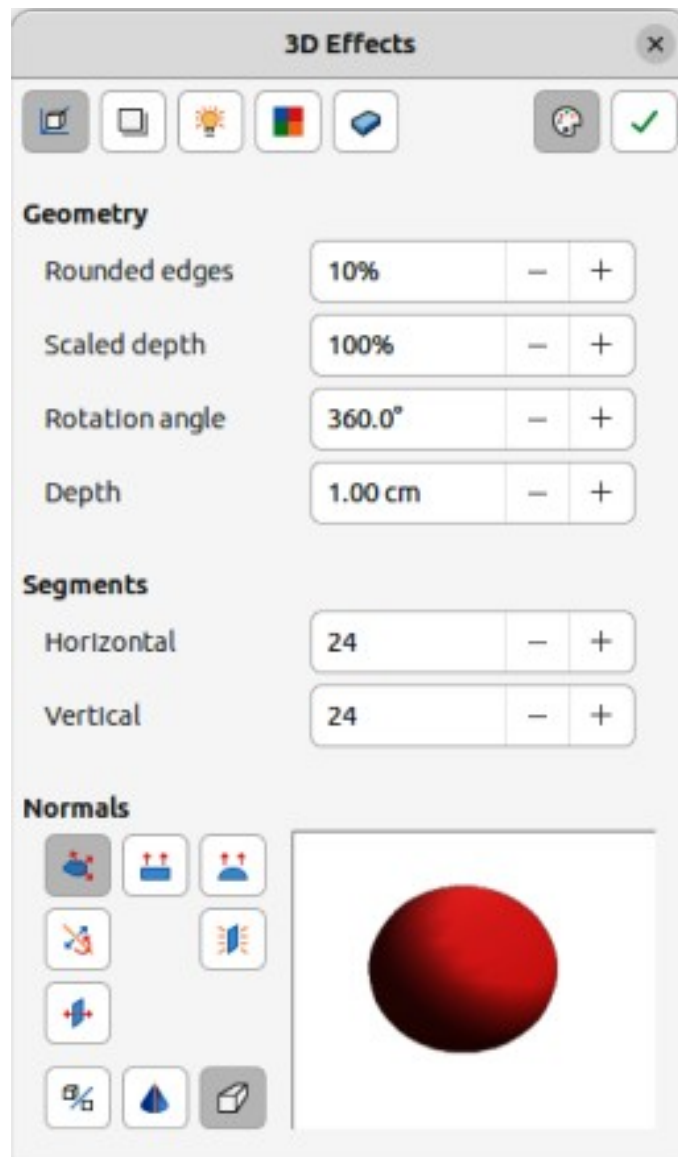 3D Effects
Geometry
Rounded edges 10%
Scaled depth 100%
Rotation angle 360.0°
Depth 1.00 cm
Segments
Horizontal 24
Vertical 24
Normals